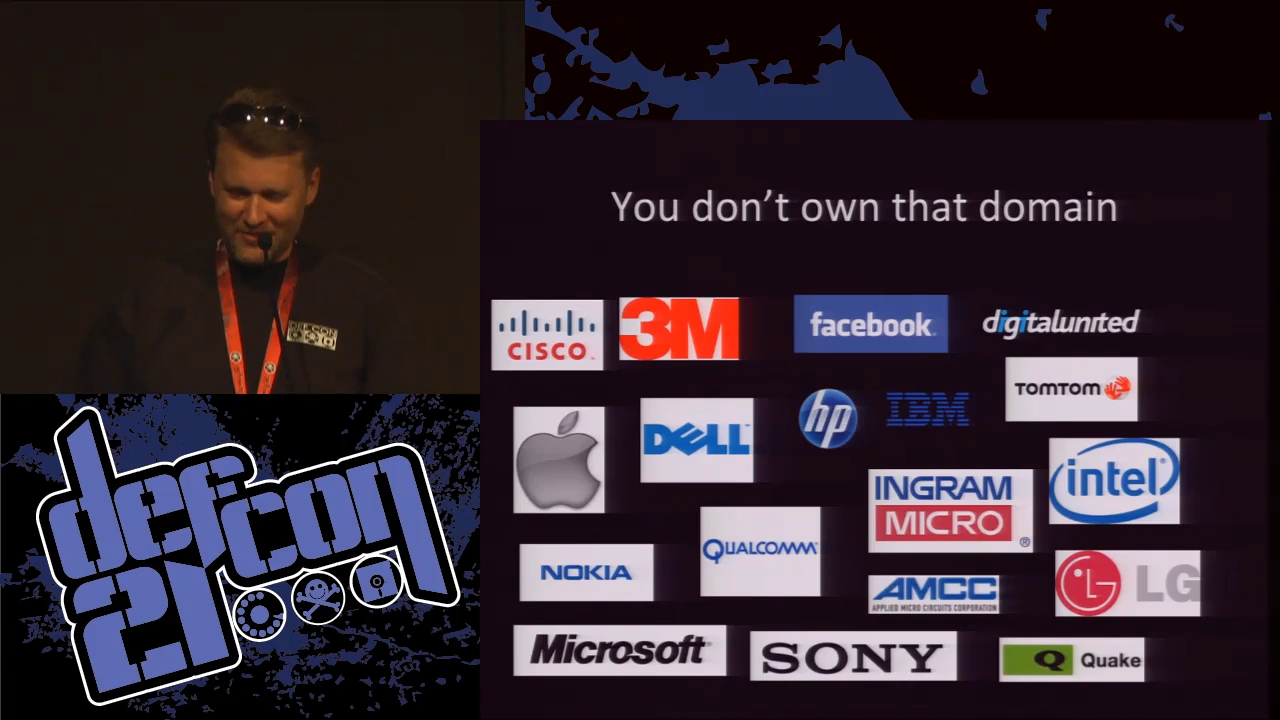 You don't own that domain
CISCO
3M
facebook
digitalunited
TOMTOM
DELL
hp
IBM
INGRAM
MICRO
intel
QUALCOMM
NOKIA
AMCC
APPLIED MICRO CIRCUITS CORPORATION
LG
Microsoft
SONY
Q Quake
DEFCON
defcon
21